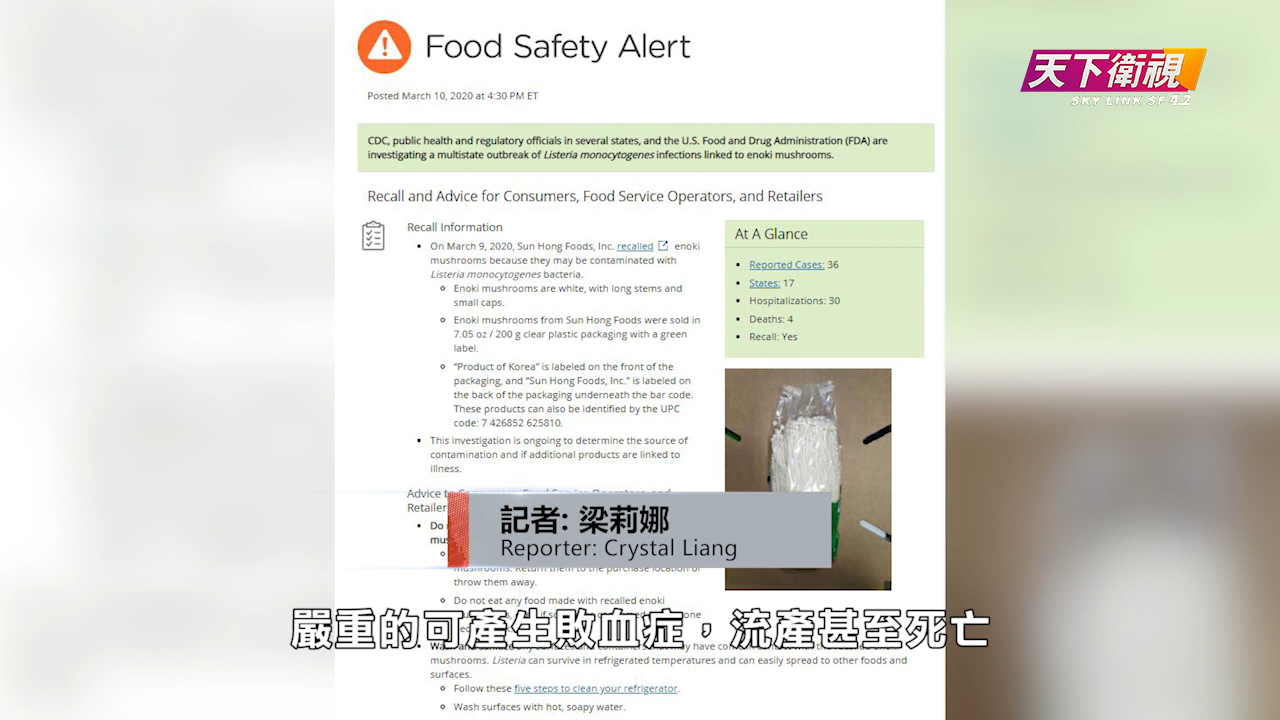 Food Safety Alert
天下衛視
SKY LINK SF 4.2
Posted March 10, 2020 at 4:30 PM ET
CDC, public health and regulatory officials in several states, and the U.S. Food and Drug Administration (FDA) are
investigating a multistate outbreak of Listeria monocytogenes infections linked to enoki mushrooms.
Recall and Advice for Consumers, Food Service Operators, and Retailers
Recall Information
On March 9, 2020, Sun Hong Foods, Inc. recalled enoki
mushrooms because they may be contaminated with
Listeria monocytogenes bacteria.
Enoki mushrooms are white, with long stems and
small caps.
Enoki mushrooms from Sun Hong Foods were sold in
7.05 oz / 200 g clear plastic packaging with a green
label.
“Product of Korea” is labeled on the front of the
packaging, and “Sun Hong Foods, Inc.” is labeled on
the back of the packaging underneath the bar code.
These products can also be identified by the UPC
code: 7 426852 625810.
This investigation is ongoing to determine the source of
contamination and if additional products are linked to
illness.
At A Glance
Reported Cases: 36
States: 17
Hospitalizations: 30
Deaths: 4
Recall: Yes
Advice to
Retailer
Do
記者: 梁莉娜
Reporter: Crystal Liang
mushrooms. Return them to the purchase location or
throw them away.
Do not eat any food made with recalled enoki
嚴重的可產生敗血症，流產甚至死亡
mushrooms. Listeria can survive in refrigerated temperatures and can easily spread to other foods and
surfaces.
Follow these five steps to clean your refrigerator.
Wash surfaces with hot, soapy water.